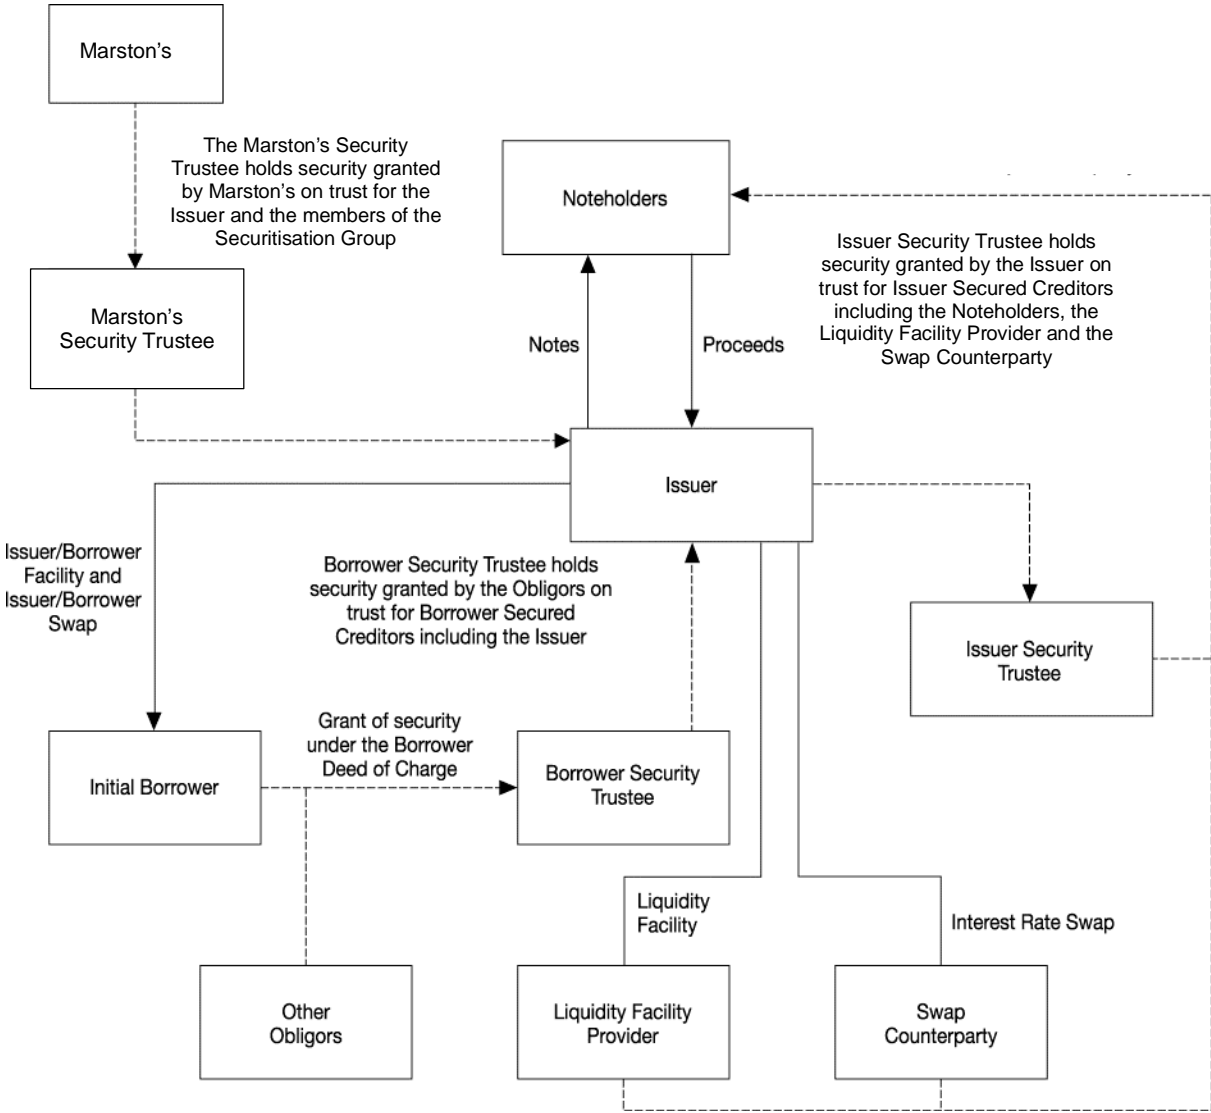 Marston's
The Marston's Security
Trustee holds security granted
by Marston's on trust for the
Issuer and the members of the
Securitisation Group
Noteholders
Issuer Security Trustee holds
security granted by the Issuer on
trust for Issuer Secured Creditors
including the Noteholders, the
Liquidity Facility Provider and the
Swap Counterparty
Marston's
Security Trustee
Notes
Proceeds
Issuer
Issuer/Borrower
Facility and
Issuer/Borrower
Swap
Borrower Security Trustee holds
security granted by the Obligors on
trust for Borrower Secured
Creditors including the Issuer
Issuer Security
Trustee
Grant of security
under the Borrower
Deed of Charge
Initial Borrower
Borrower Security
Trustee
Liquidity
Facility
Interest Rate Swap
Other
Obligors
Liquidity Facility
Provider
Swap
Counterparty